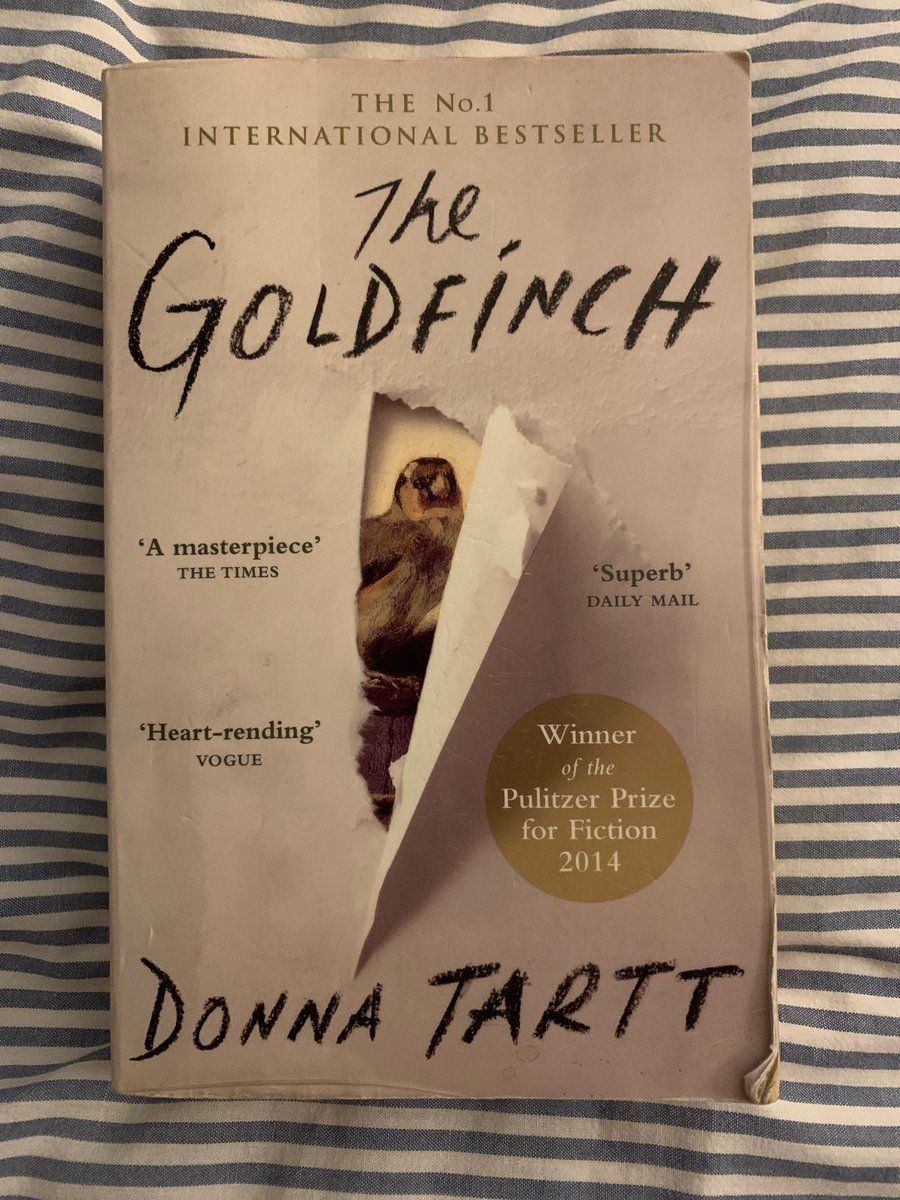 THE No.1
INTERNATIONAL BESTSELLER
The
GOLDFINCH
'A masterpiece'
THE TIMES
'Superb'
DAILY MAIL
'Heart-rending'
VOGUE
Winner
of the
Pulitzer Prize
for Fiction
2014
DONNA TARTT